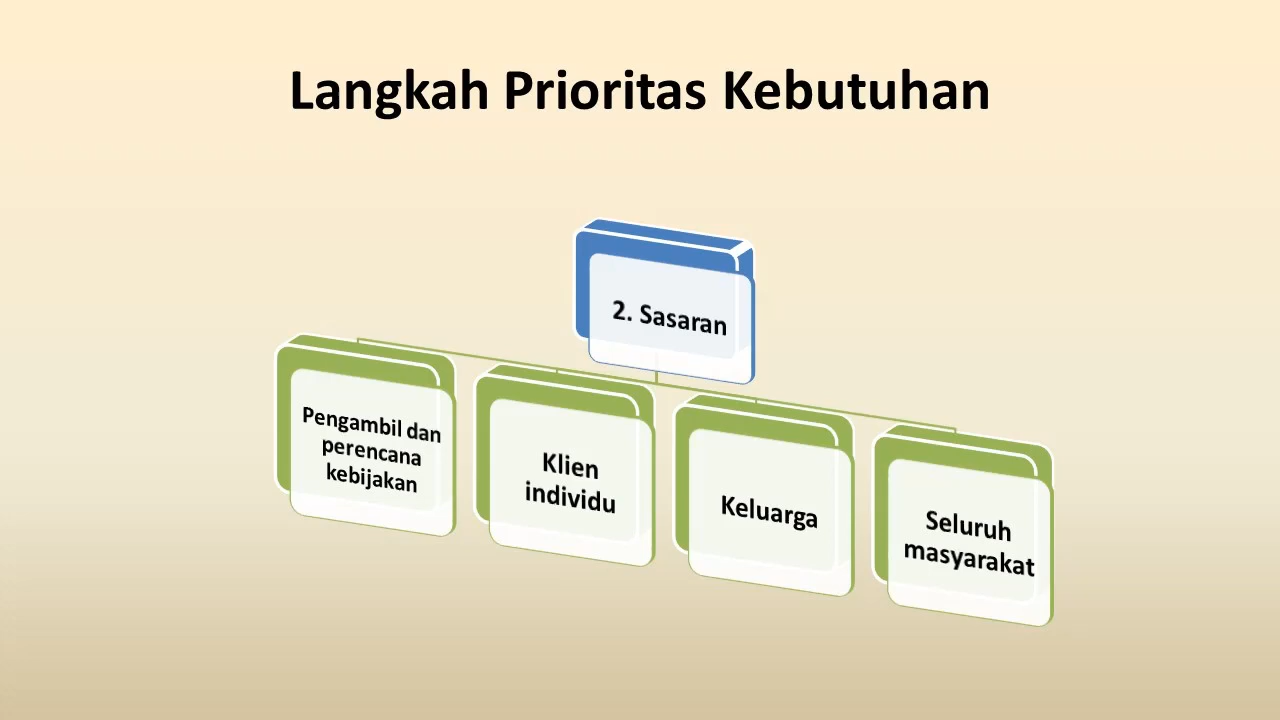 Langkah Prioritas Kebutuhan
2. Sasaran
Pengambil dan
perencana
kebijakan
Klien
individu
Keluarga
Seluruh
masyarakat